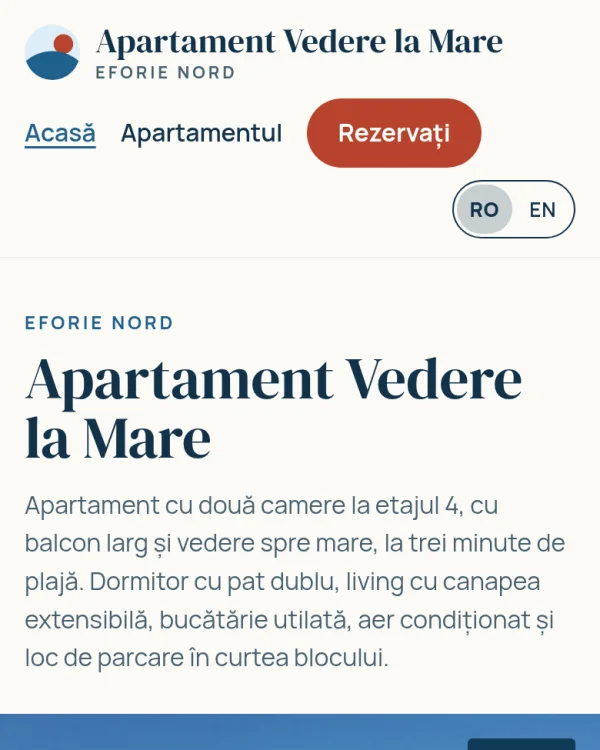 Apartament Vedere la Mare
EFORIE NORD
Acasă Apartamentul Rezervați
RO EN
EFORIE NORD
Apartament Vedere
la Mare
Apartament cu două camere la etajul 4, cu
balcon larg și vedere spre mare, la trei minute de
plajă. Dormitor cu pat dublu, living cu canapea
extensibilă, bucătărie utilată, aer condiționat și
loc de parcare în curtea blocului.